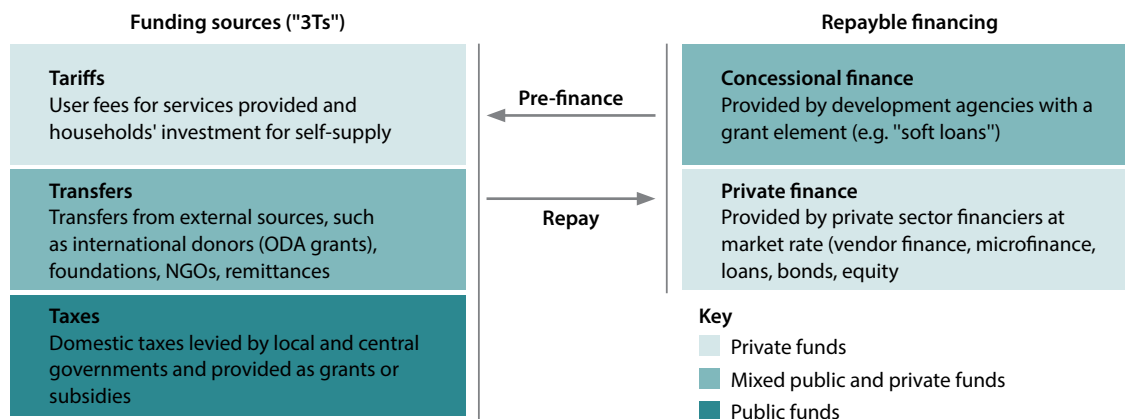 Funding sources ("3Ts")
Tariffs
User fees for services provided and
households' investment for self-supply
Transfers
Transfers from external sources, such
as international donors (ODA grants),
foundations, NGOs, remittances
Taxes
Domestic taxes levied by local and central
governments and provided as grants or
subsidies
Pre-finance
Repay
Repayble financing
Concessional finance
Provided by development agencies with a
grant element (e.g. "soft loans")
Private finance
Provided by private sector financiers at
market rate (vendor finance, microfinance,
loans, bonds, equity
Key
Private funds
Mixed public and private funds
Public funds